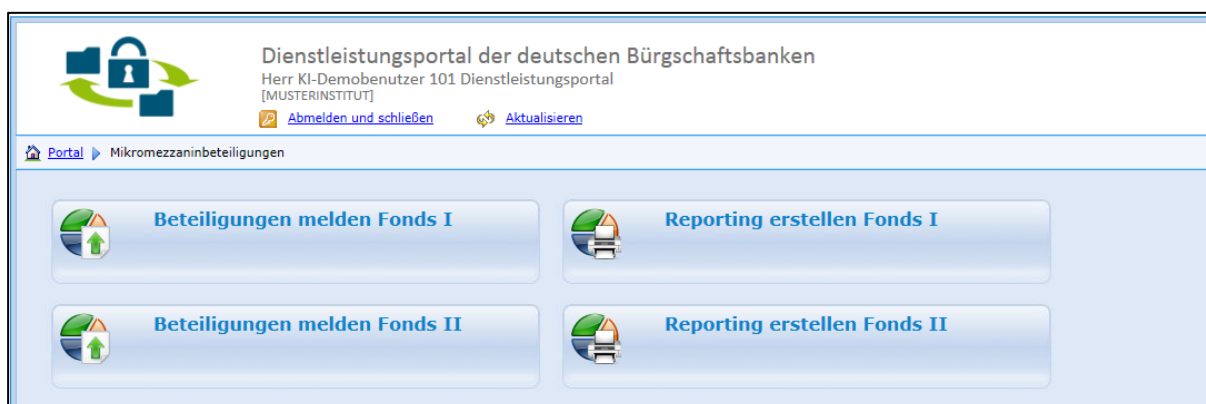 Dienstleistungsportal der deutschen Bürgschaftsbanken
Herr KI-Demobenutzer 101 Dienstleistungsportal
[MUSTERINSTITUT]
Abmelden und schließen Aktualisieren
Portal Mikromezzaninbeteiligungen
Beteiligungen melden Fonds I Reporting erstellen Fonds I
Beteiligungen melden Fonds II Reporting erstellen Fonds II